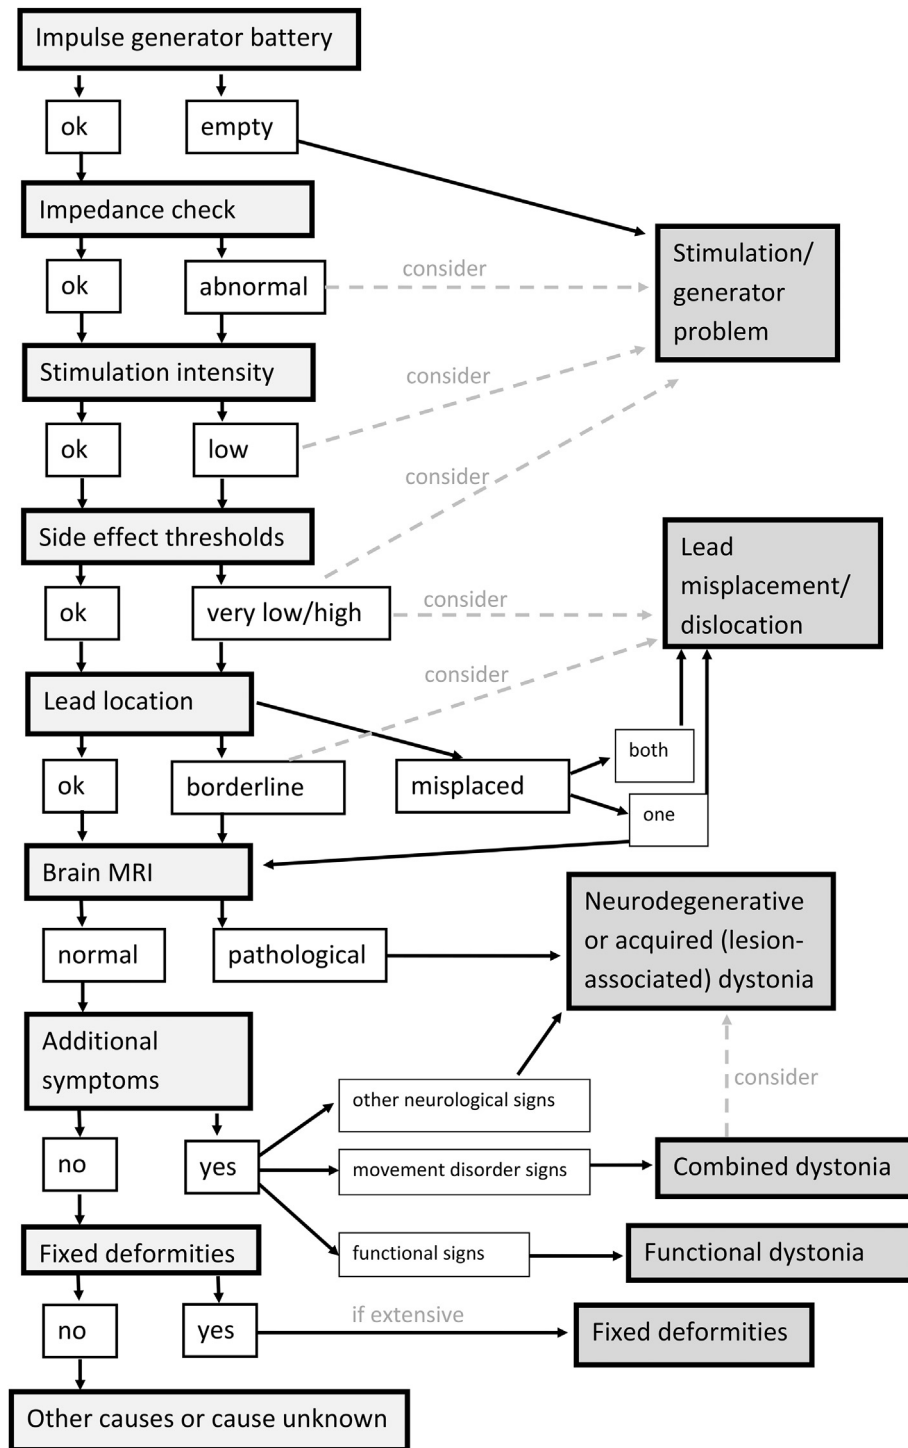 Impulse generator battery
ok
empty
Impedance check
ok
abnormal
consider
Stimulation/
generator
problem
Stimulation intensity
consider
ok
low
consider
Side effect thresholds
ok
very low/high
consider
Lead
misplacement/
dislocation
Lead location
consider
ok
borderline
misplaced
both
one
Brain MRI
normal
pathological
Neurodegenerative
or acquired (lesion-
associated) dystonia
Additional
symptoms
consider
no
yes
other neurological signs
movement disorder signs
Combined dystonia
functional signs
Functional dystonia
Fixed deformities
no
yes
if extensive
Fixed deformities
Other causes or cause unknown